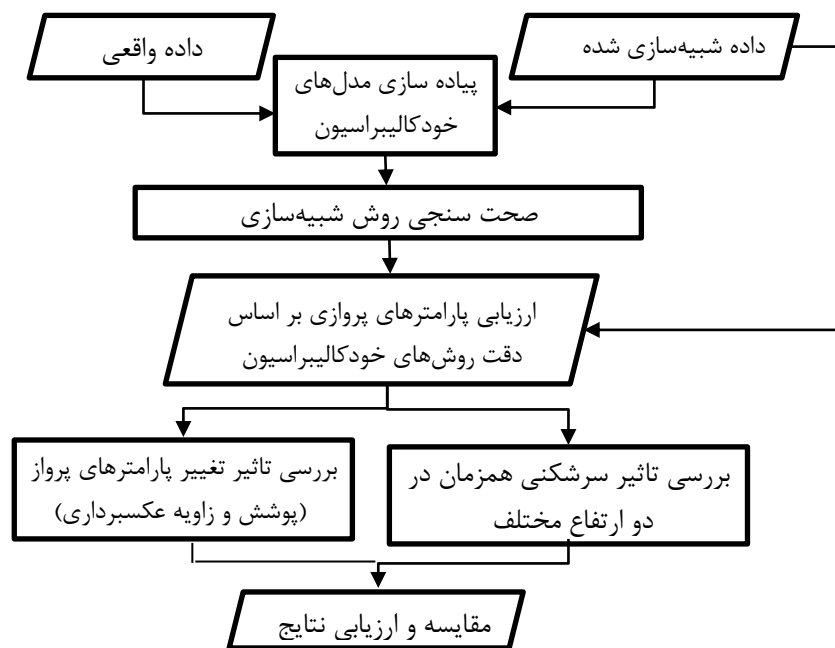 داده شبیه‌سازی شده
داده واقعی
پیاده سازی مدل‌های
خودکالیبراسیون
صحت سنجی روش شبیه‌سازی
ارزیابی پارامترهای پروازی بر اساس
دقت روش‌های خودکالیبراسیون
بررسی تاثیر سرشکنی همزمان در
دو ارتفاع مختلف
بررسی تاثیر تغییر پارامترهای پرواز
(پوشش و زاویه عکسبرداری)
مقایسه و ارزیابی نتایج